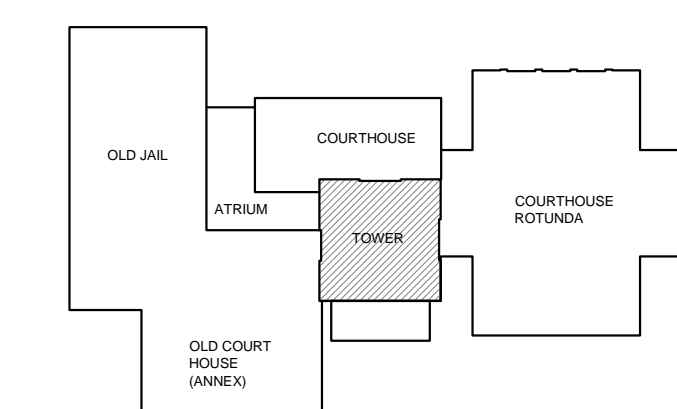 COURTHOUSE
OLD JAIL
COURTHOUSE
ROTUNDA
ATRIUM
TOWER
OLD COURT
HOUSE
(ANNEX)